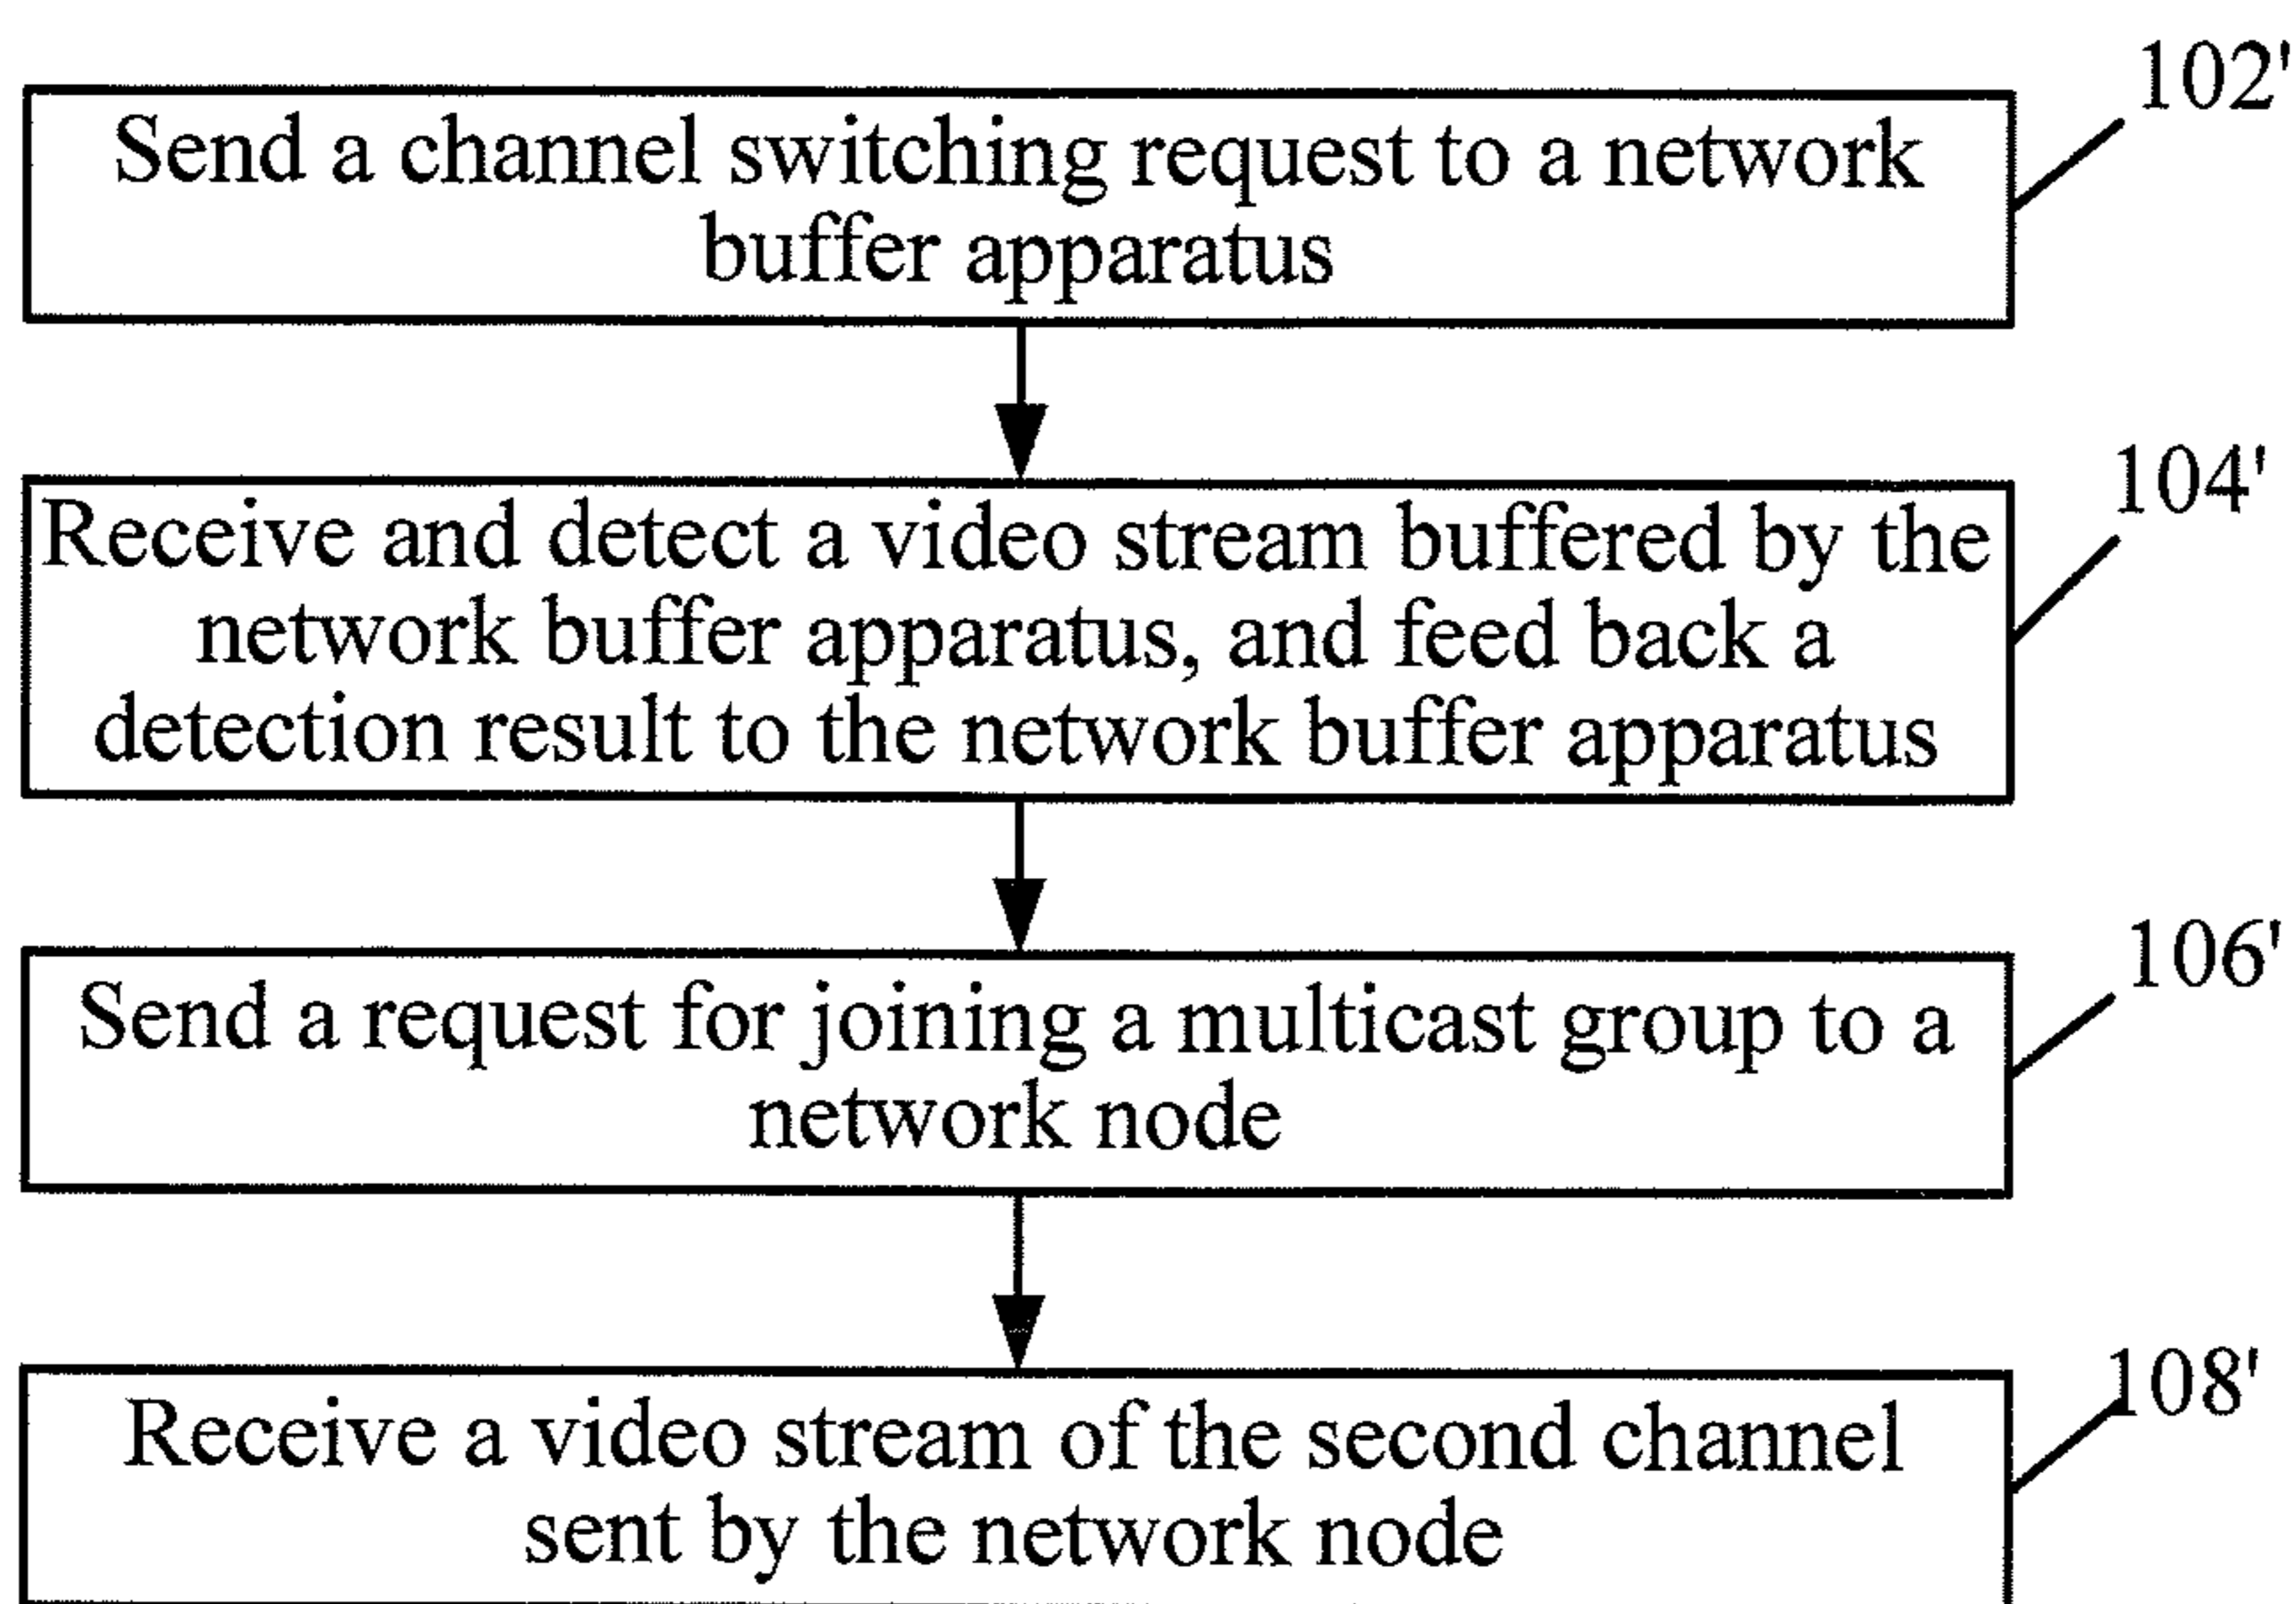 102'
Send a channel switching request to a network
buffer apparatus
104'
Receive and detect a video stream buffered by the
network buffer apparatus, and feed back a
detection result to the network buffer apparatus
106'
Send a request for joining a multicast group to a
network node
108'
Receive a video stream of the second channel
sent by the network node